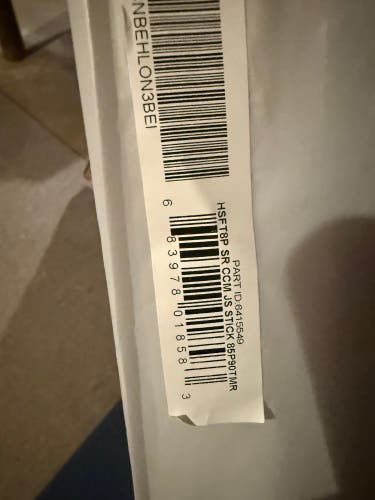 NBEHLON3BEI
PART ID:6415549
HSFT8P SR CCM JS STICK 85P90TMR
6 83978 01858 3